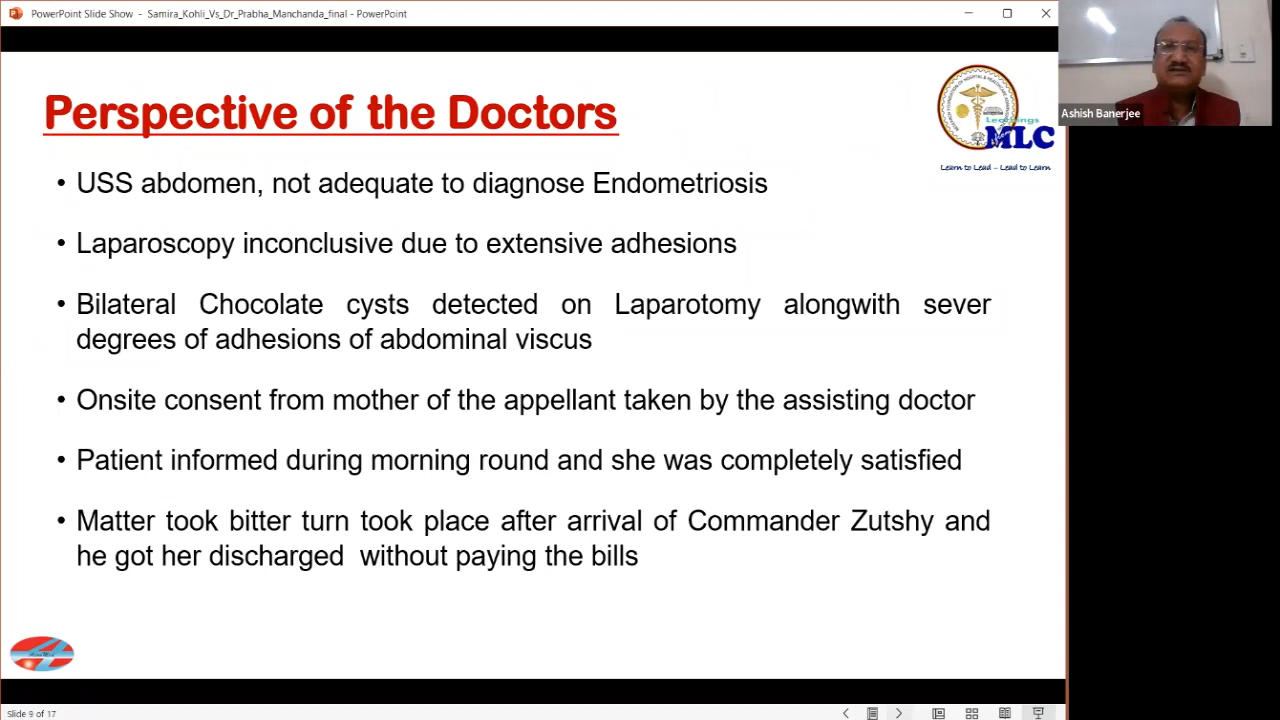 PowerPoint Slide Show - Samira_Kohli_Vs_Dr_Prabha_Manchanda_final - PowerPoint
Ashish Banerjee
Perspective of the Doctors
Learnings
MLC
Learn to Lead – Lead to Learn
• USS abdomen, not adequate to diagnose Endometriosis
• Laparoscopy inconclusive due to extensive adhesions
• Bilateral Chocolate cysts detected on Laparotomy alongwith sever
degrees of adhesions of abdominal viscus
• Onsite consent from mother of the appellant taken by the assisting doctor
• Patient informed during morning round and she was completely satisfied
• Matter took bitter turn took place after arrival of Commander Zutshy and
he got her discharged  without paying the bills
Slide 9 of 17